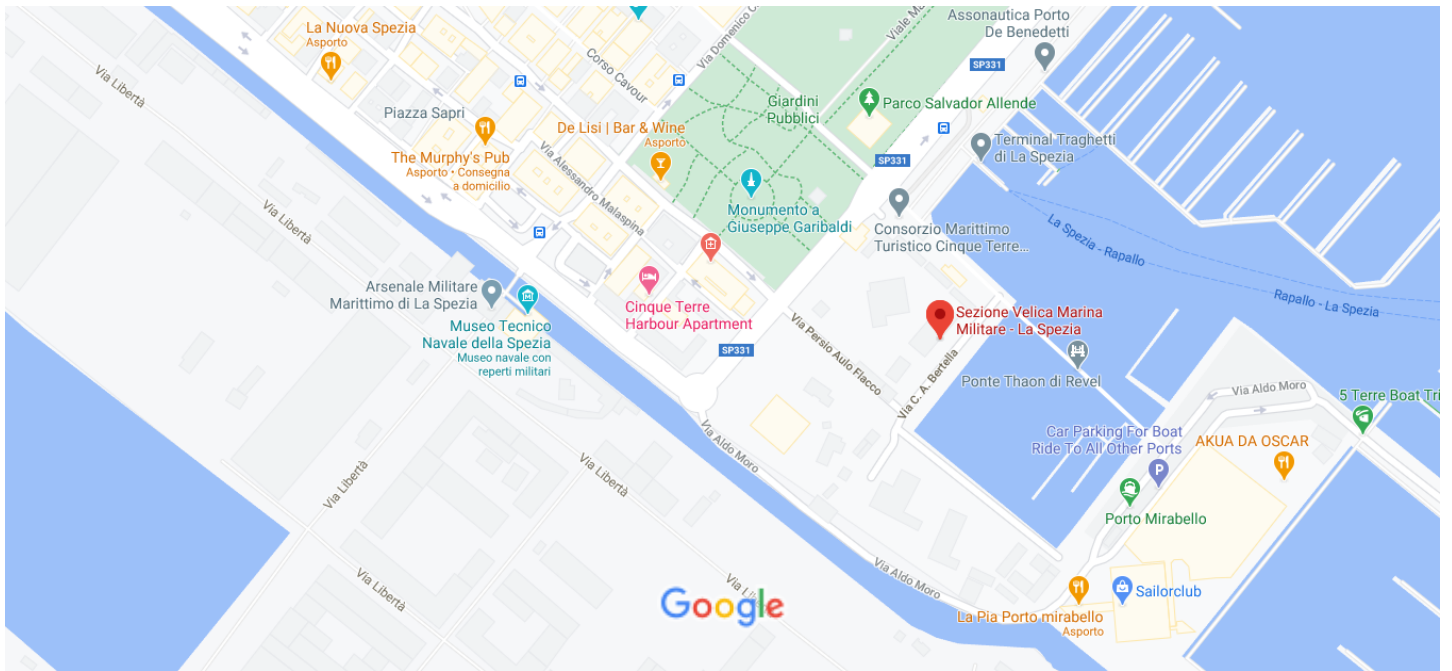 La Nuova Spezia
Asporto
Via Libertà
Corso Cavour
Via Domenico C
Viale Mu
Assonautica Porto
De Benedetti
SP331
Piazza Sapri
The Murphy's Pub
Asporto • Consegna
a domicilio
De Lisi | Bar & Wine
Asporto
Giardini
Pubblici
Parco Salvador Allende
SP331
Terminal Traghetti
di La Spezia
Via Alessandro Malaspina
Via Libertà
Monumento a
Giuseppe Garibaldi
Consorzio Marittimo
Turistico Cinque Terre...
La Spezia - Rapallo
Rapallo - La Spezia
Arsenale Militare
Marittimo di La Spezia
Museo Tecnico
Navale della Spezia
Museo navale con
reperti militari
Cinque Terre
Harbour Apartment
Sezione Velica Marina
Militare - La Spezia
Via Persio Aulo Flacco
SP331
Via C. A. Bertella
Ponte Thaon di Revel
Via Aldo Moro
5 Terre Boat Tri
Car Parking For Boat
Ride To All Other Ports
AKUA DA OSCAR
Via Aldo Moro
Via Libertà
Via Libertà
Porto Mirabello
Via Aldo Moro
Via Libertà
Via Li
Google
Sailorclub
La Pia Porto mirabello
Asporto